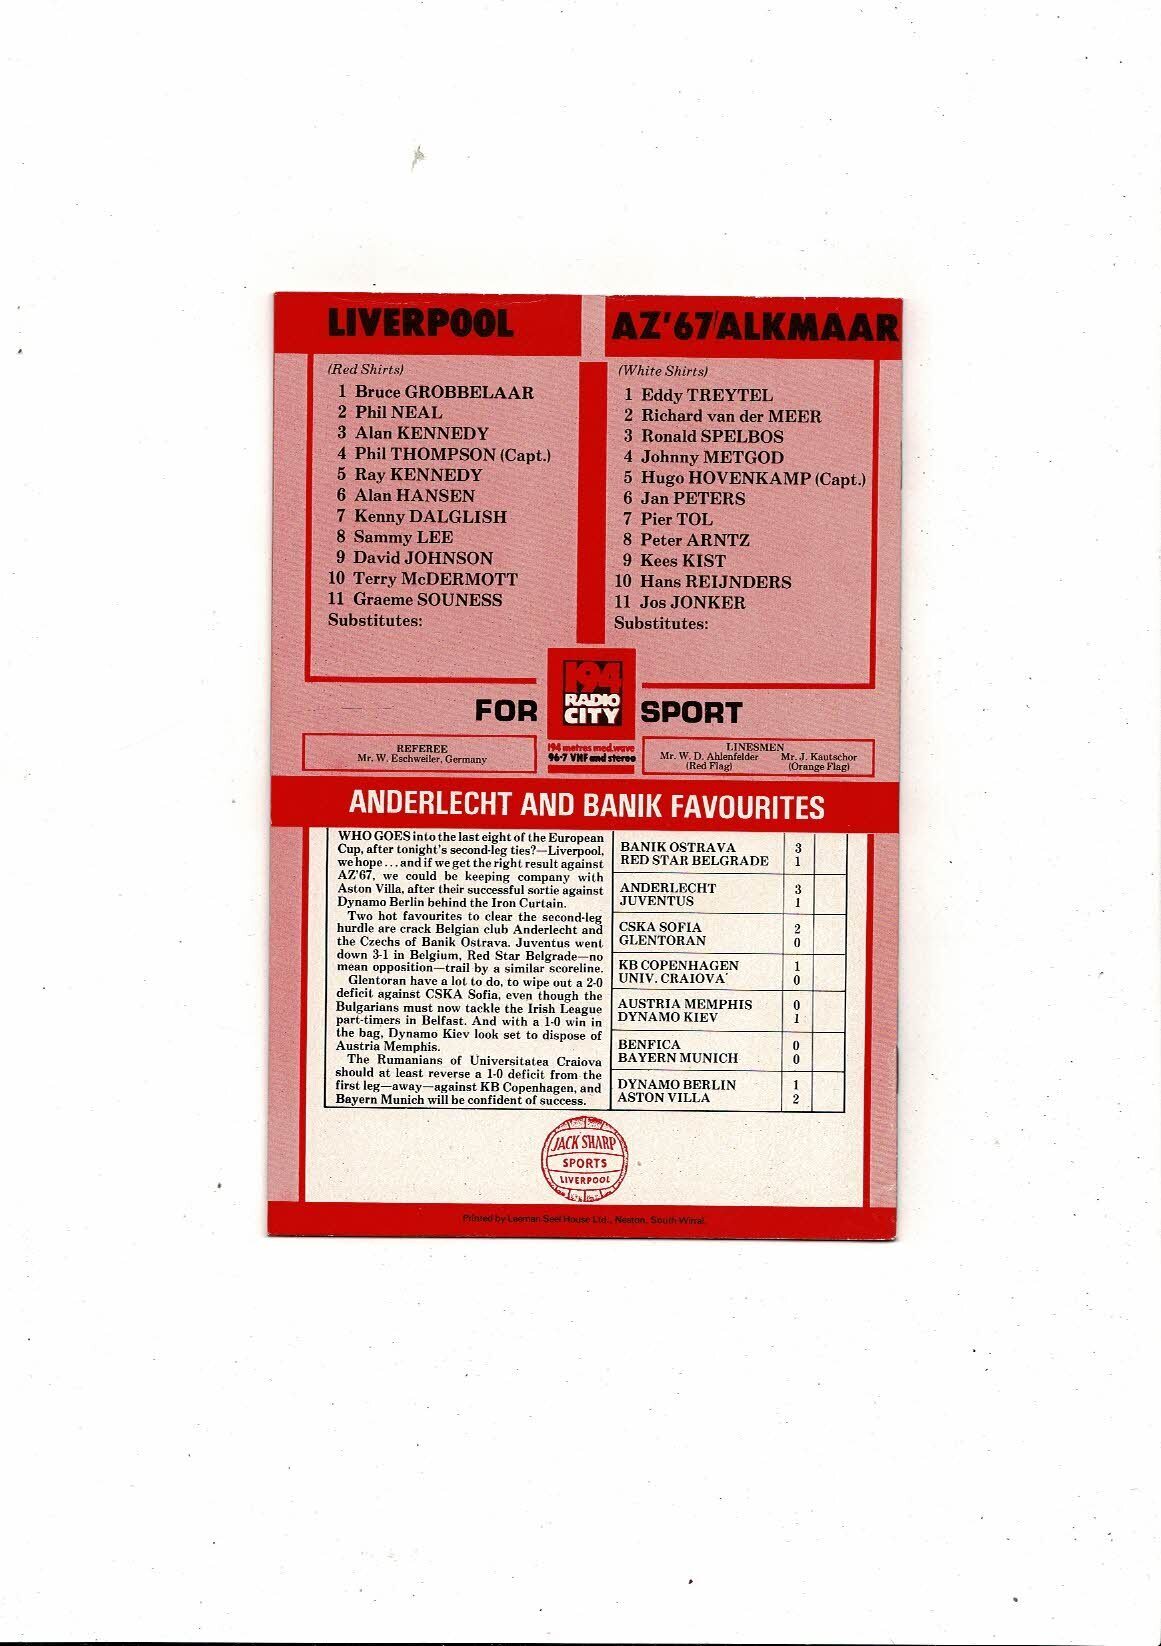 LIVERPOOL
(Red Shirts)
1 Bruce GROBBELAAR
2 Phil NEAL
3 Alan KENNEDY
4 Phil THOMPSON (Capt.)
5 Ray KENNEDY
6 Alan HANSEN
7 Kenny DALGLISH
8 Sammy LEE
9 David JOHNSON
10 Terry McDERMOTT
11 Graeme SOUNESS
Substitutes:
AZ'67/ALKMAAR
(White Shirts)
1 Eddy TREYTEL
2 Richard van der MEER
3 Ronald SPELBOS
4 Johnny METGOD
5 Hugo HOVENKAMP (Capt.)
6 Jan PETERS
7 Pier TOL
8 Peter ARNTZ
9 Kees KIST
10 Hans REIJNDERS
11 Jos JONKER
Substitutes:
FOR
194
RADIO
CITY
SPORT
194 metres med.wave
96·7 VHF and stereo
REFEREE
Mr. W. Eschweiler, Germany
LINESMEN
Mr. W. D. Ahlenfelder Mr. J. Kautschor
(Red Flag) (Orange Flag)
ANDERLECHT AND BANIK FAVOURITES
WHO GOES into the last eight of the European
Cup, after tonight's second-leg ties?—Liverpool,
we hope . . . and if we get the right result against
AZ'67, we could be keeping company with
Aston Villa, after their successful sortie against
Dynamo Berlin behind the Iron Curtain.
Two hot favourites to clear the second-leg
hurdle are crack Belgian club Anderlecht and
the Czechs of Banik Ostrava. Juventus went
down 3-1 in Belgium, Red Star Belgrade—no
mean opposition—trail by a similar scoreline.
Glentoran have a lot to do, to wipe out a 2-0
deficit against CSKA Sofia, even though the
Bulgarians must now tackle the Irish League
part-timers in Belfast. And with a 1-0 win in
the bag, Dynamo Kiev look set to dispose of
Austria Memphis.
The Rumanians of Universitatea Craiova
should at least reverse a 1-0 deficit from the
first leg—away—against KB Copenhagen, and
Bayern Munich will be confident of success.
BANIK OSTRAVA 3
RED STAR BELGRADE 1
ANDERLECHT 3
JUVENTUS 1
CSKA SOFIA 2
GLENTORAN 0
KB COPENHAGEN 1
UNIV. CRAIOVA 0
AUSTRIA MEMPHIS 0
DYNAMO KIEV 1
BENFICA 0
BAYERN MUNICH 0
DYNAMO BERLIN 1
ASTON VILLA 2
JACK SHARP
SPORTS
LIVERPOOL
Printed by Leeman Seel House Ltd., Neston, South Wirral.